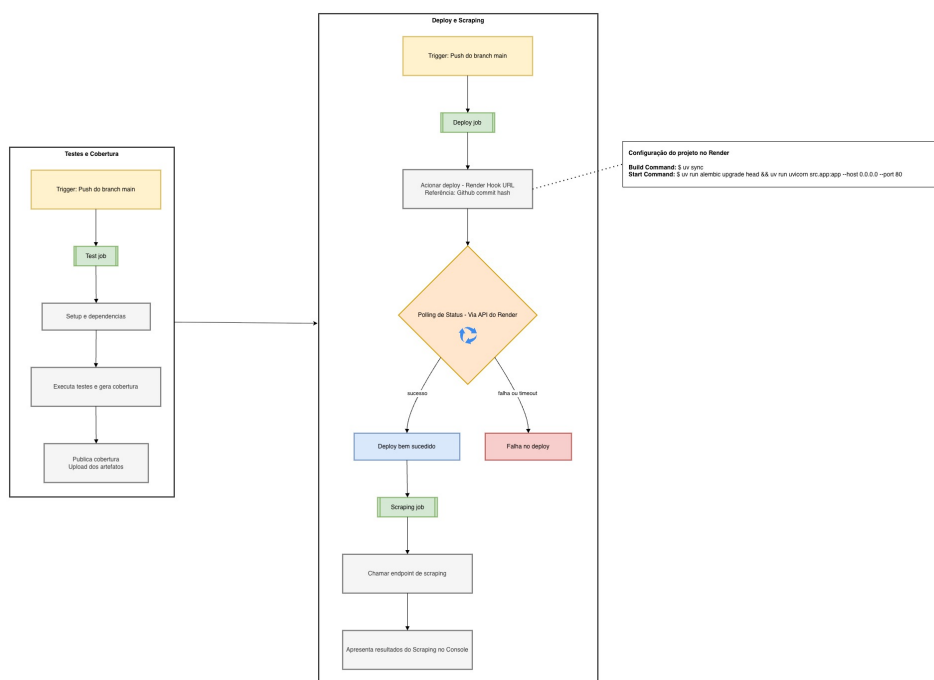 Testes e Cobertura
Trigger: Push do branch main
Test job
Setup e dependencias
Executa testes e gera cobertura
Publica cobertura
Upload dos artefatos
Deploy e Scraping
Trigger: Push do branch main
Deploy job
Acionar deploy - Render Hook URL
Referência: Github commit hash
Configuração do projeto no Render
Build Command: $ uv sync
Start Command: $ uv run alembic upgrade head && uv run uvicorn src.app:app --host 0.0.0.0 --port 80
Polling de Status - Via API do Render
sucesso
falha ou timeout
Deploy bem sucedido
Falha no deploy
Scraping job
Chamar endpoint de scraping
Apresenta resultados do Scraping no Console